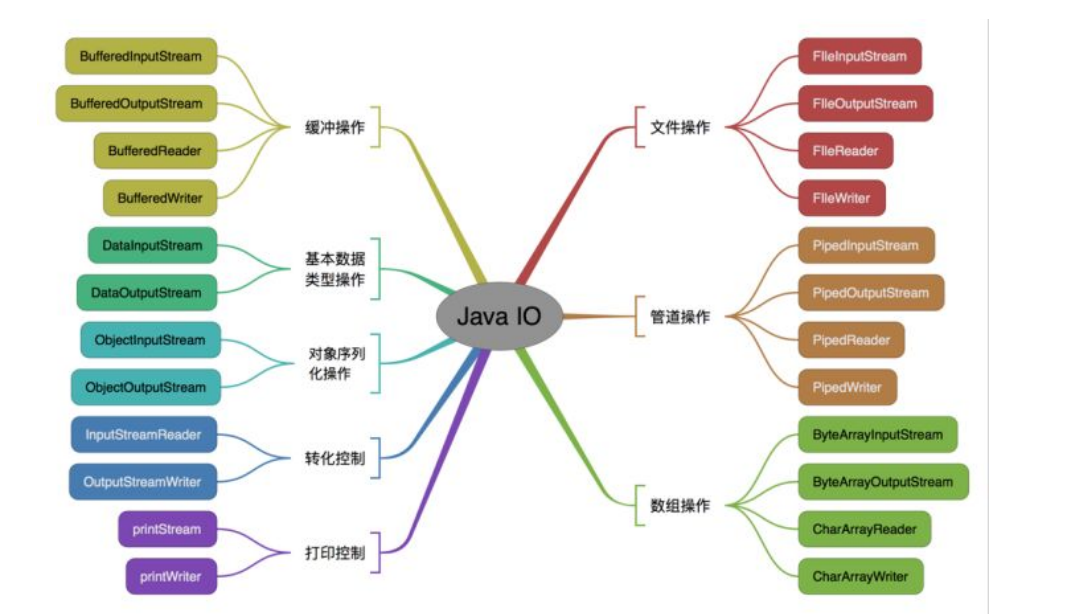 BufferedInputStream
BufferedOutputStream
BufferedReader
BufferedWriter
缓冲操作
DataInputStream
DataOutputStream
基本数据
类型操作
ObjectInputStream
ObjectOutputStream
对象序列
化操作
InputStreamReader
OutputStreamWriter
转化控制
printStream
printWriter
打印控制
Java IO
文件操作
FIleInputStream
FIleOutputStream
FIleReader
FIleWriter
管道操作
PipedInputStream
PipedOutputStream
PipedReader
PipedWriter
数组操作
ByteArrayInputStream
ByteArrayOutputStream
CharArrayReader
CharArrayWriter